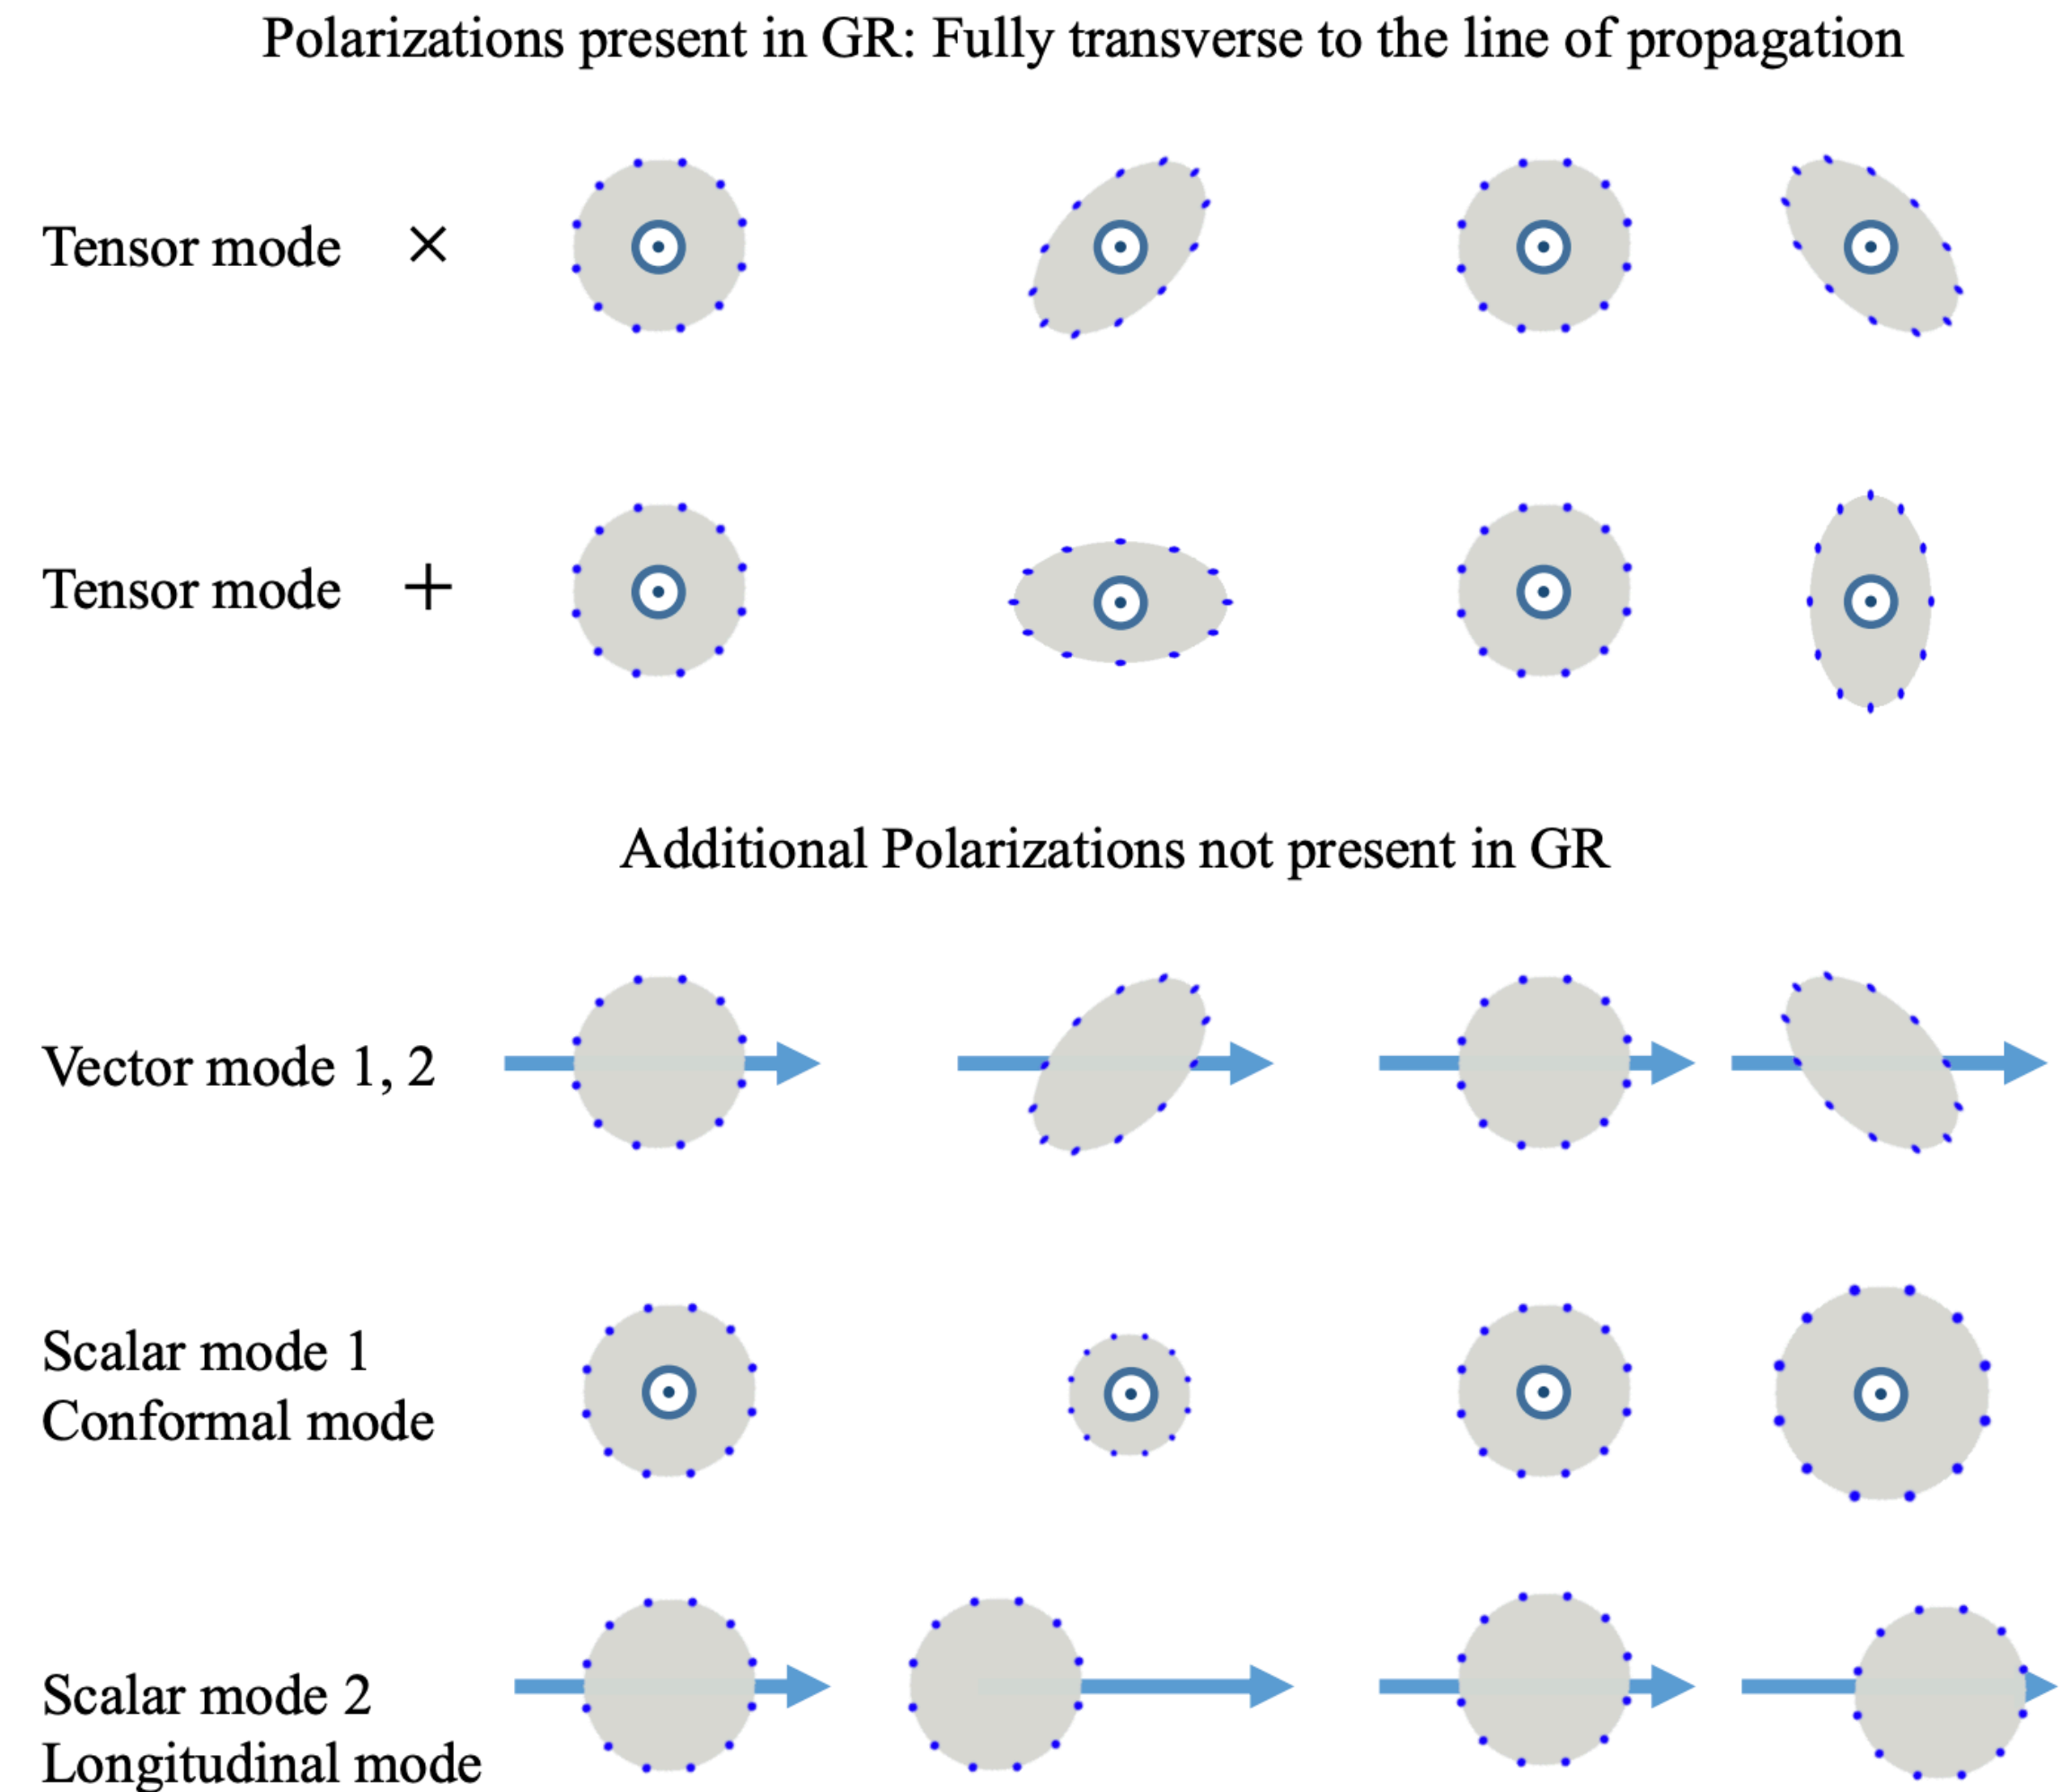 Polarizations present in GR: Fully transverse to the line of propagation
Tensor mode ×
Tensor mode +
Additional Polarizations not present in GR
Vector mode 1, 2
Scalar mode 1
Conformal mode
Scalar mode 2
Longitudinal mode